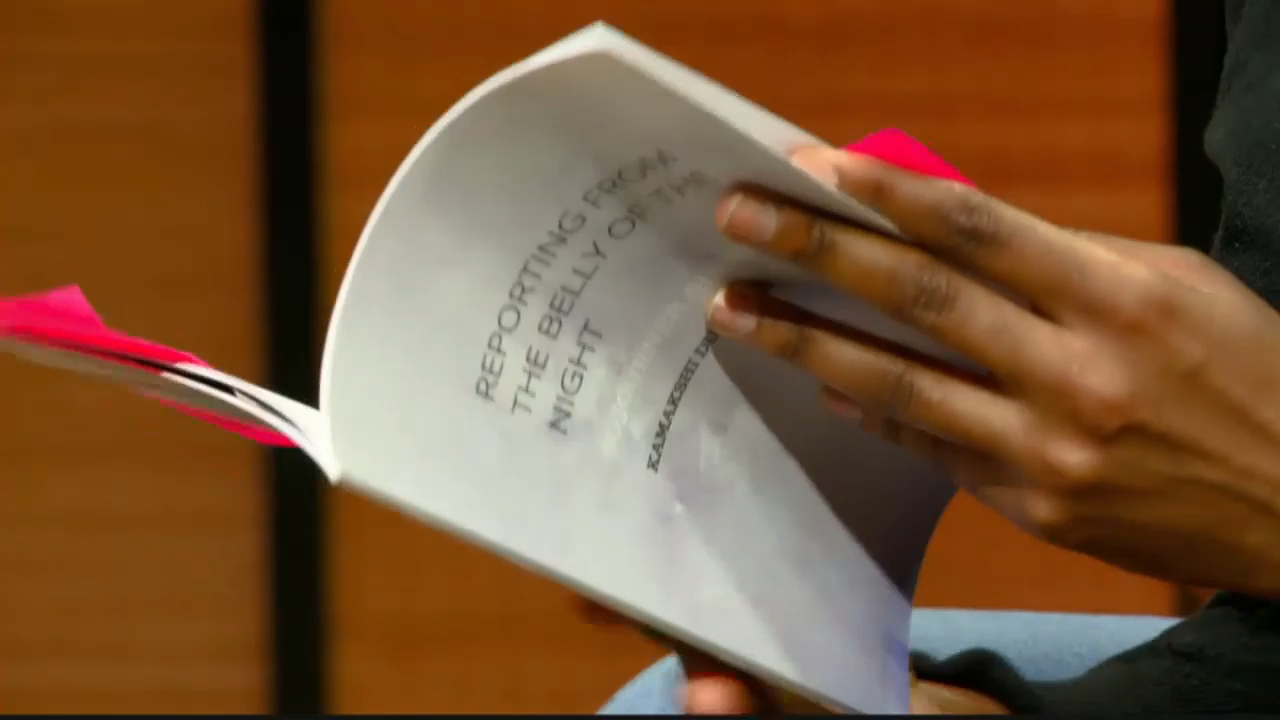 REPORTING FROM
THE BELLY OF THE
NIGHT
KAMAKSHI